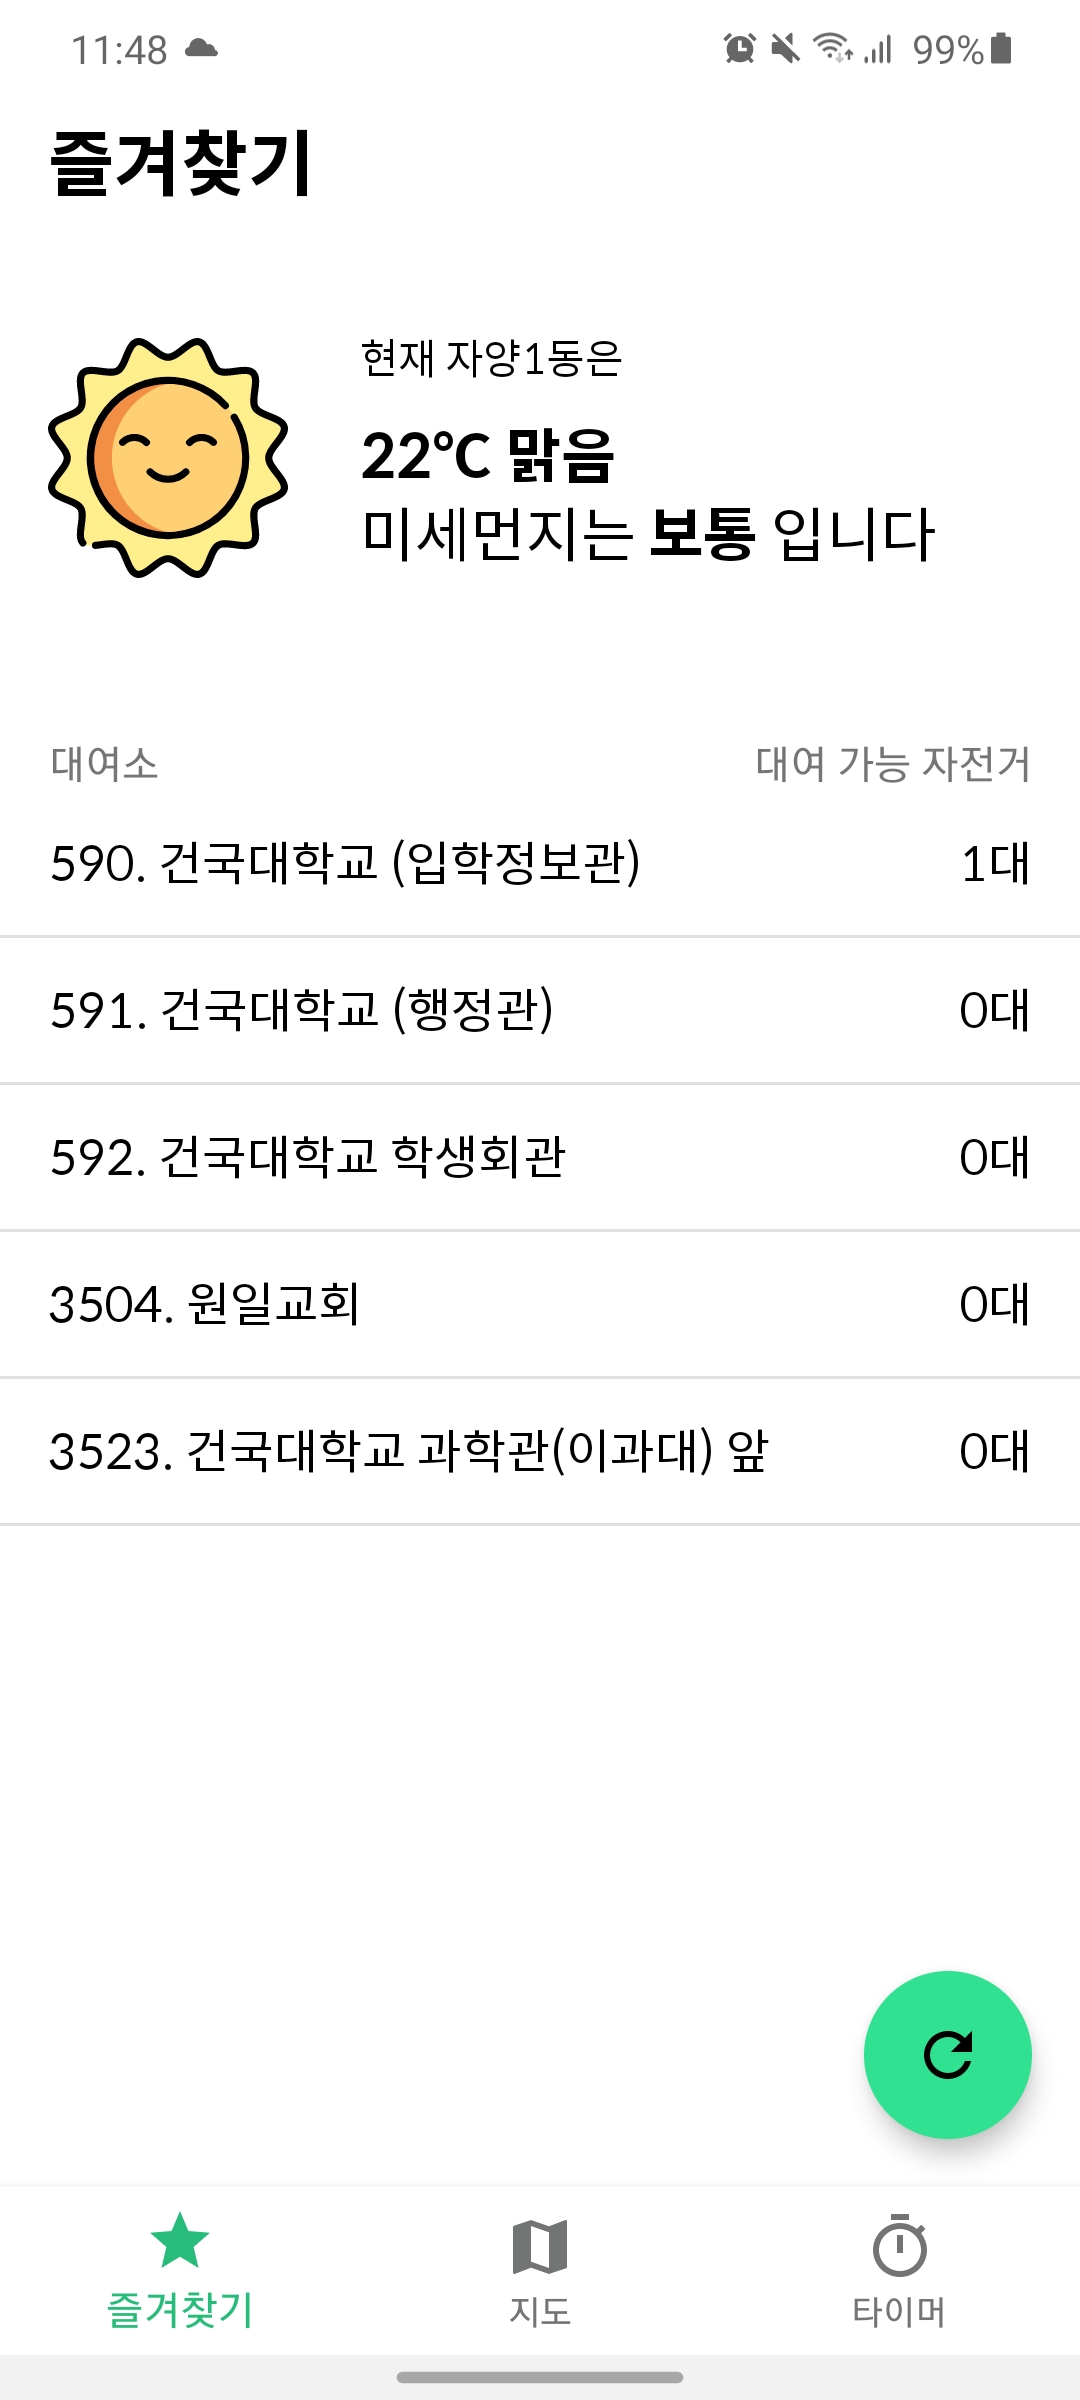 11:48 99%
즐겨찾기
현재 자양1동은
22°C 맑음
미세먼지는 보통 입니다
대여소 대여 가능 자전거
590. 건국대학교 (입학정보관) 1대
591. 건국대학교 (행정관) 0대
592. 건국대학교 학생회관 0대
3504. 원일교회 0대
3523. 건국대학교 과학관(이과대) 앞 0대
즐겨찾기 지도 타이머